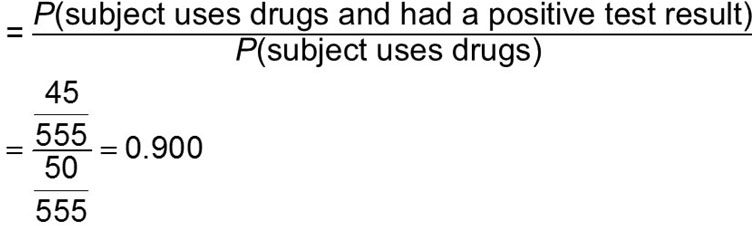 = P(subject uses drugs and had a positive test result)
P(subject uses drugs)
45
555
= = 0.900
50
555